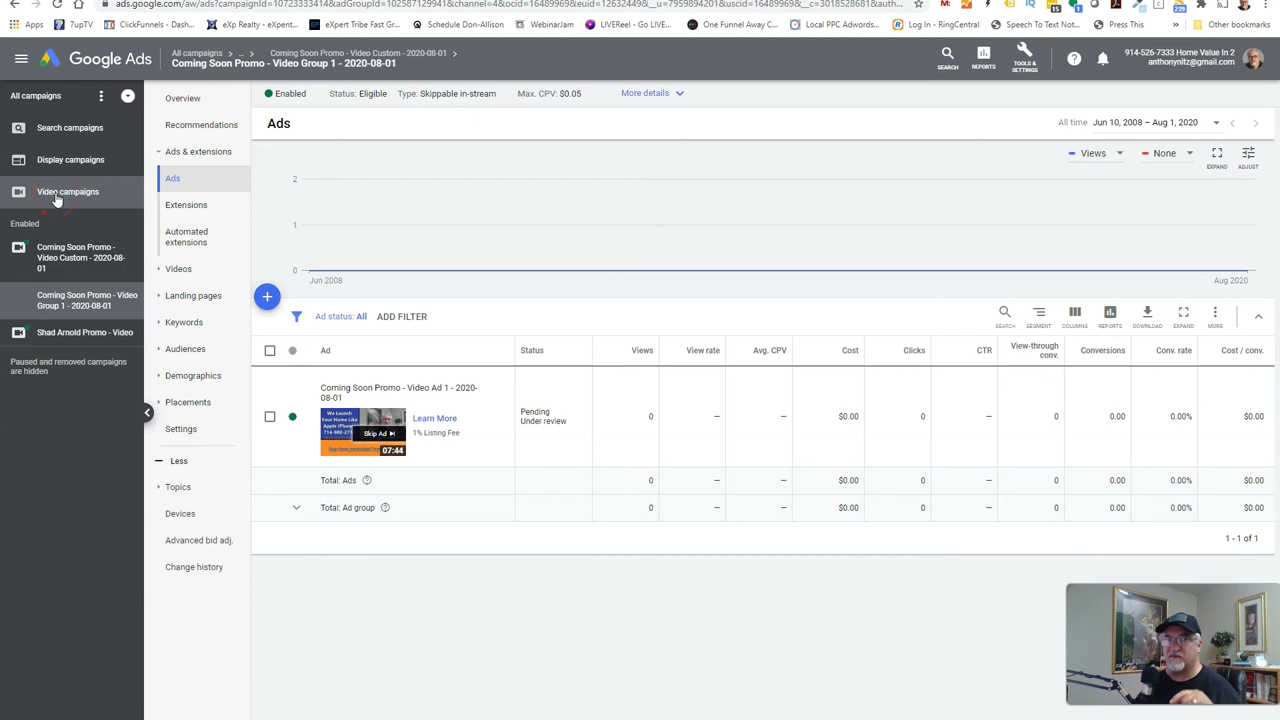 ads.google.com/aw/ads?campaignId=10723333414&adGroupId=102587129941&channel=4&ocid=16489969&euid=12632449&__u=7959894201&uscid=16489969&__c=3018528681&auth...
Apps
7upTV
ClickFunnels - Das...
eXp Realty - eXpan...
eXpert Tribe Fast Gr...
Schedule Don-Allison
WebinarJam
LIVEReel - Go LIVE...
One Funnel Away C...
Local PPC Adwords...
Log In - RingCentral
Speech To Text Not...
Press This
Other bookmarks
Google Ads
All campaigns > ... > Coming Soon Promo - Video Custom - 2020-08-01 >
Coming Soon Promo - Video Group 1 - 2020-08-01
SEARCH
REPORTS
TOOLS & SETTINGS
914-526-7333 Home Value In 2
anthonynitz@gmail.com
All campaigns
Search campaigns
Display campaigns
Video campaigns
Enabled
Coming Soon Promo -
Video Custom - 2020-08-
01
Coming Soon Promo - Video
Group 1 - 2020-08-01
Shad Arnold Promo - Video
Paused and removed campaigns
are hidden
Overview
Recommendations
Ads & extensions
Ads
Extensions
Automated
extensions
Videos
Landing pages
Keywords
Audiences
Demographics
Placements
Settings
Less
Topics
Devices
Advanced bid adj.
Change history
Enabled Status: Eligible Type: Skippable in-stream Max. CPV: $0.05 More details
Ads
All time Jun 10, 2008 – Aug 1, 2020
Views
None
EXPAND
ADJUST
2
1
0
Jun 2008
Aug 2020
Ad status: All ADD FILTER
SEARCH
SEGMENT
COLUMNS
REPORTS
DOWNLOAD
EXPAND
MORE
Ad Status Views View rate Avg. CPV Cost Clicks CTR View-through conv. Conversions Conv. rate Cost / conv.
Coming Soon Promo - Video Ad 1 - 2020-
08-01
We Launch
Your Home Like
Apple iPhone
Skip Ad
07:44
Learn More
1% Listing Fee
Pending
Under review
0 – – $0.00 0 – 0 0.00 0.00% $0.00
Total: Ads 0 – – $0.00 0 – 0 0.00 0.00% $0.00
Total: Ad group 0 – – $0.00 0 – 0 0.00 0.00% $0.00
1 - 1 of 1